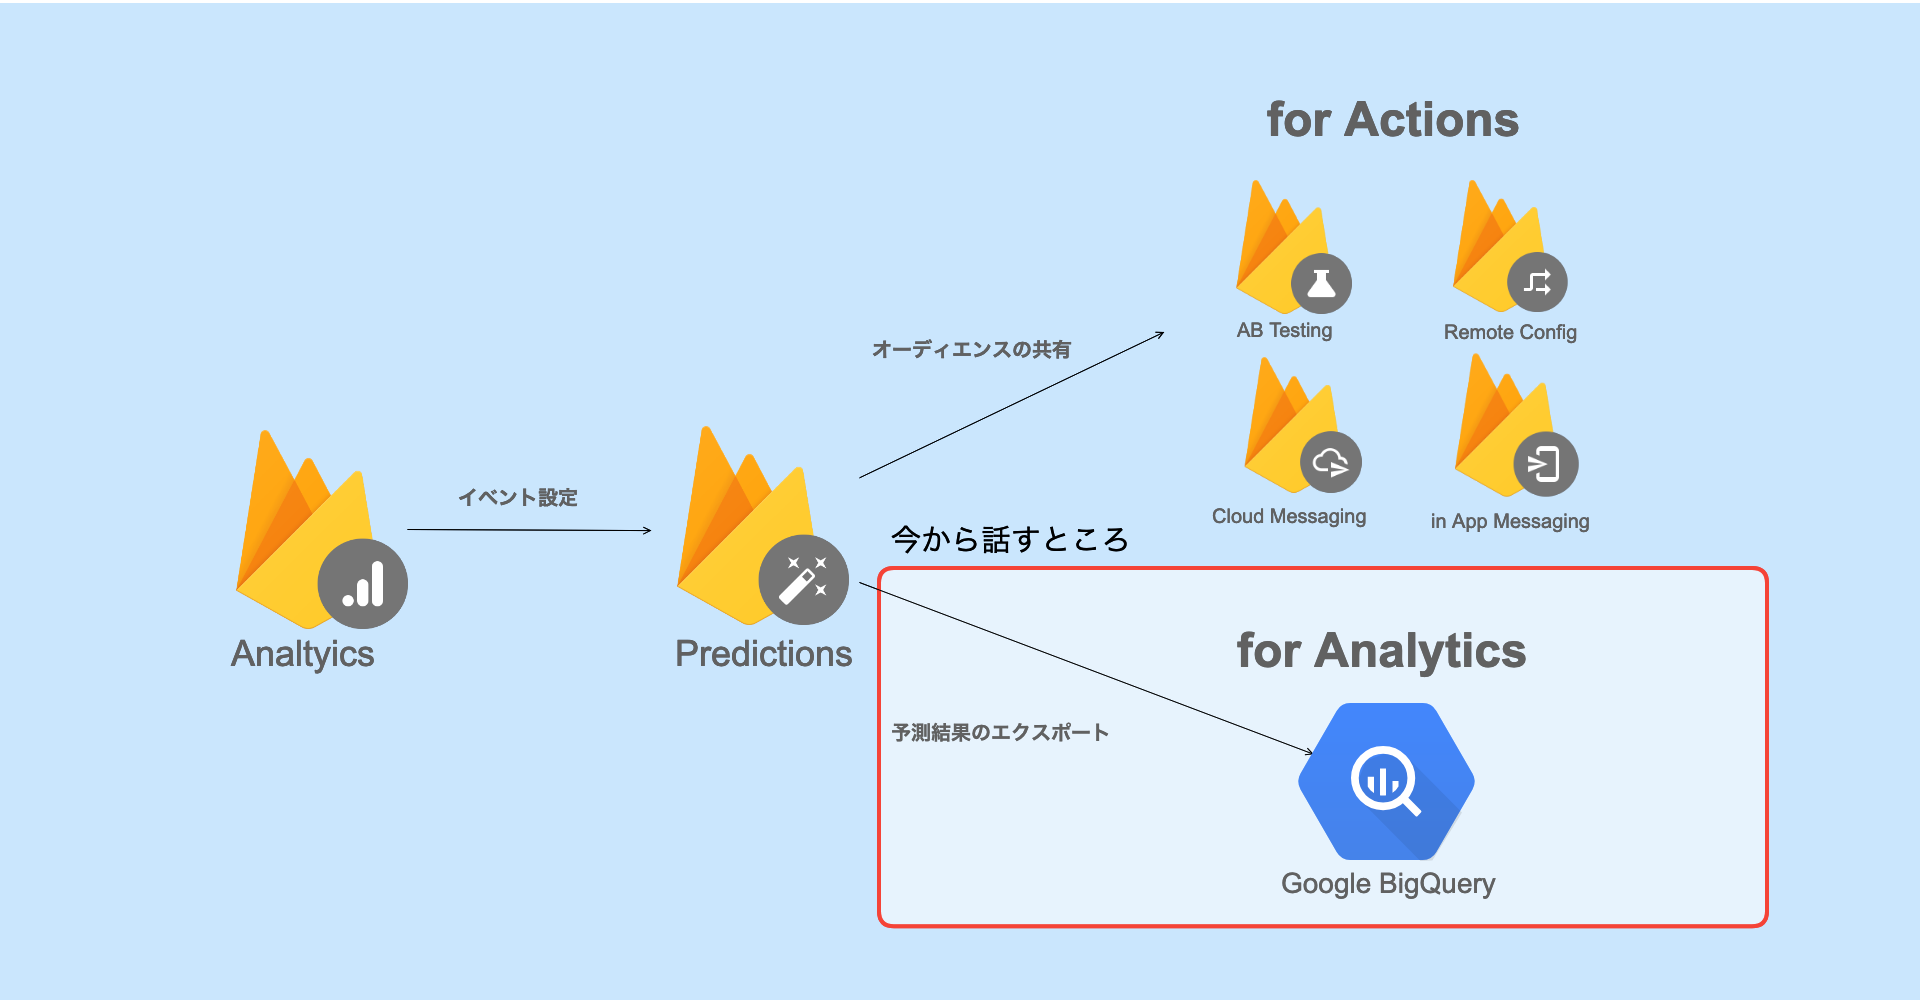 for Actions
AB Testing
Remote Config
オーディエンスの共有
Cloud Messaging
in App Messaging
イベント設定
Analtyics
Predictions
今から話すところ
for Analytics
予測結果のエクスポート
Google BigQuery